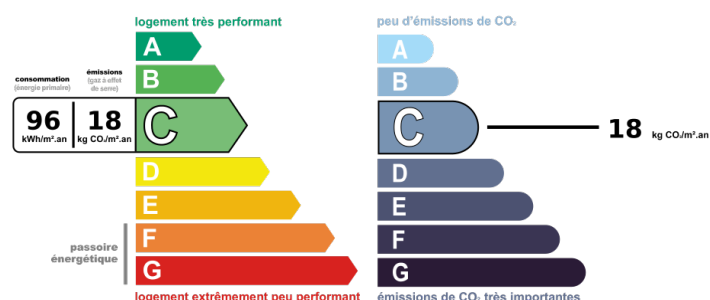 logement très performant
A
B
consommation
(énergie primaire)
émissions
(gaz à effet
de serre)
96
kWh/m².an
18
kg CO₂/m².an
C
D
E
F
G
passoire
énergétique
logement extrêmement peu performant
peu d'émissions de CO₂
A
B
C
18
kg CO₂/m².an
D
E
F
G
émissions de CO₂ très importantes